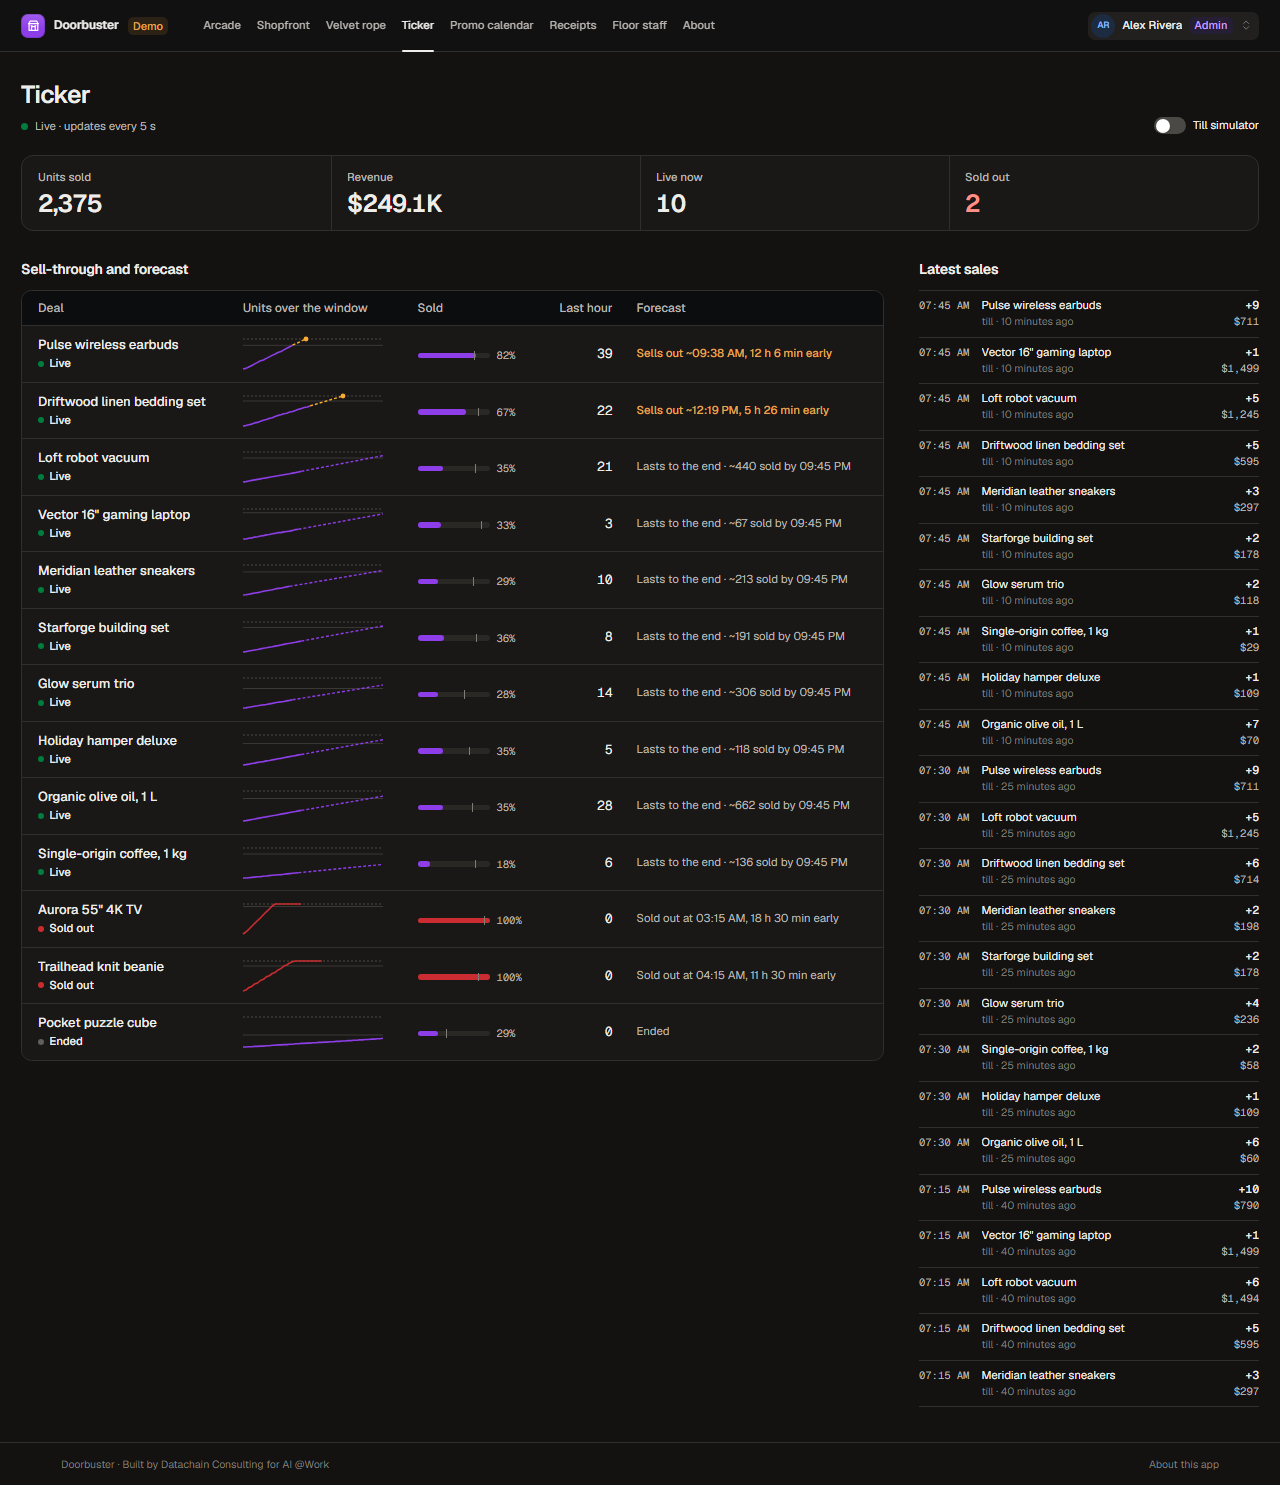 Doorbuster Demo Arcade Shopfront Velvet rope Ticker Promo calendar Receipts Floor staff About AR Alex Rivera Admin
Ticker
Live · updates every 5 s
Till simulator
Units sold Revenue Live now Sold out
2,375 $249.1K 10 2
Sell-through and forecast
Deal Units over the window Sold Last hour Forecast
Pulse wireless earbuds
Live
82% 39 Sells out ~09:38 AM, 12 h 6 min early
Driftwood linen bedding set
Live
67% 22 Sells out ~12:19 PM, 5 h 26 min early
Loft robot vacuum
Live
35% 21 Lasts to the end · ~440 sold by 09:45 PM
Vector 16" gaming laptop
Live
33% 3 Lasts to the end · ~67 sold by 09:45 PM
Meridian leather sneakers
Live
29% 10 Lasts to the end · ~213 sold by 09:45 PM
Starforge building set
Live
36% 8 Lasts to the end · ~191 sold by 09:45 PM
Glow serum trio
Live
28% 14 Lasts to the end · ~306 sold by 09:45 PM
Holiday hamper deluxe
Live
35% 5 Lasts to the end · ~118 sold by 09:45 PM
Organic olive oil, 1 L
Live
35% 28 Lasts to the end · ~662 sold by 09:45 PM
Single-origin coffee, 1 kg
Live
18% 6 Lasts to the end · ~136 sold by 09:45 PM
Aurora 55" 4K TV
Sold out
100% 0 Sold out at 03:15 AM, 18 h 30 min early
Trailhead knit beanie
Sold out
100% 0 Sold out at 04:15 AM, 11 h 30 min early
Pocket puzzle cube
Ended
29% 0 Ended
Latest sales
07:45 AM Pulse wireless earbuds +9
till · 10 minutes ago $711
07:45 AM Vector 16" gaming laptop +1
till · 10 minutes ago $1,499
07:45 AM Loft robot vacuum +5
till · 10 minutes ago $1,245
07:45 AM Driftwood linen bedding set +5
till · 10 minutes ago $595
07:45 AM Meridian leather sneakers +3
till · 10 minutes ago $297
07:45 AM Starforge building set +2
till · 10 minutes ago $178
07:45 AM Glow serum trio +2
till · 10 minutes ago $118
07:45 AM Single-origin coffee, 1 kg +1
till · 10 minutes ago $29
07:45 AM Holiday hamper deluxe +1
till · 10 minutes ago $109
07:45 AM Organic olive oil, 1 L +7
till · 10 minutes ago $70
07:30 AM Pulse wireless earbuds +9
till · 25 minutes ago $711
07:30 AM Loft robot vacuum +5
till · 25 minutes ago $1,245
07:30 AM Driftwood linen bedding set +6
till · 25 minutes ago $714
07:30 AM Meridian leather sneakers +2
till · 25 minutes ago $198
07:30 AM Starforge building set +2
till · 25 minutes ago $178
07:30 AM Glow serum trio +4
till · 25 minutes ago $236
07:30 AM Single-origin coffee, 1 kg +2
till · 25 minutes ago $58
07:30 AM Holiday hamper deluxe +1
till · 25 minutes ago $109
07:30 AM Organic olive oil, 1 L +6
till · 25 minutes ago $60
07:15 AM Pulse wireless earbuds +10
till · 40 minutes ago $790
07:15 AM Vector 16" gaming laptop +1
till · 40 minutes ago $1,499
07:15 AM Loft robot vacuum +6
till · 40 minutes ago $1,494
07:15 AM Driftwood linen bedding set +5
till · 40 minutes ago $595
07:15 AM Meridian leather sneakers +3
till · 40 minutes ago $297
Doorbuster · Built by Datachain Consulting for AI @Work
About this app